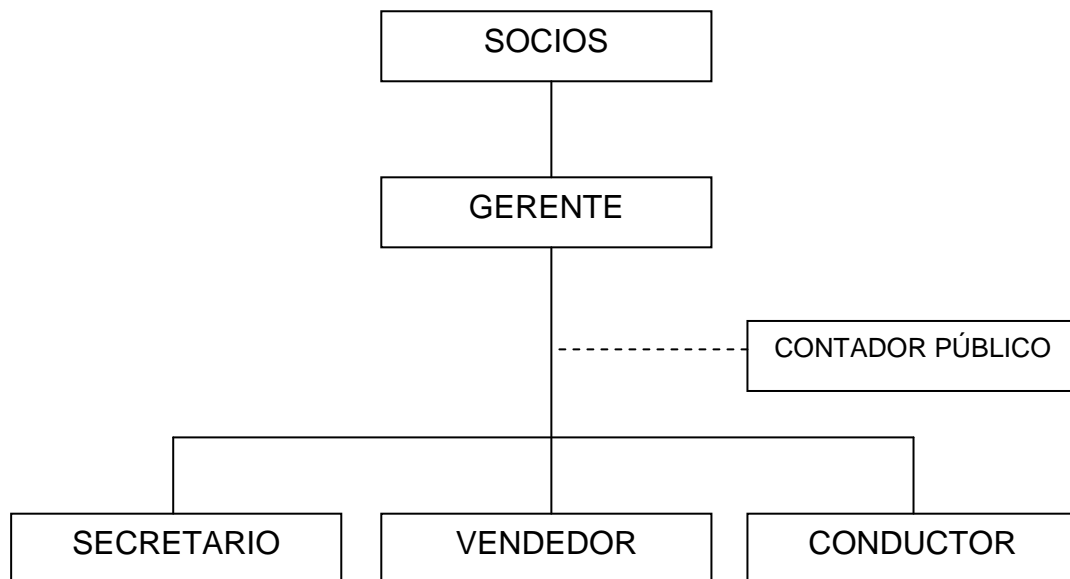 SOCIOS
GERENTE
CONTADOR PÚBLICO
SECRETARIO
VENDEDOR
CONDUCTOR